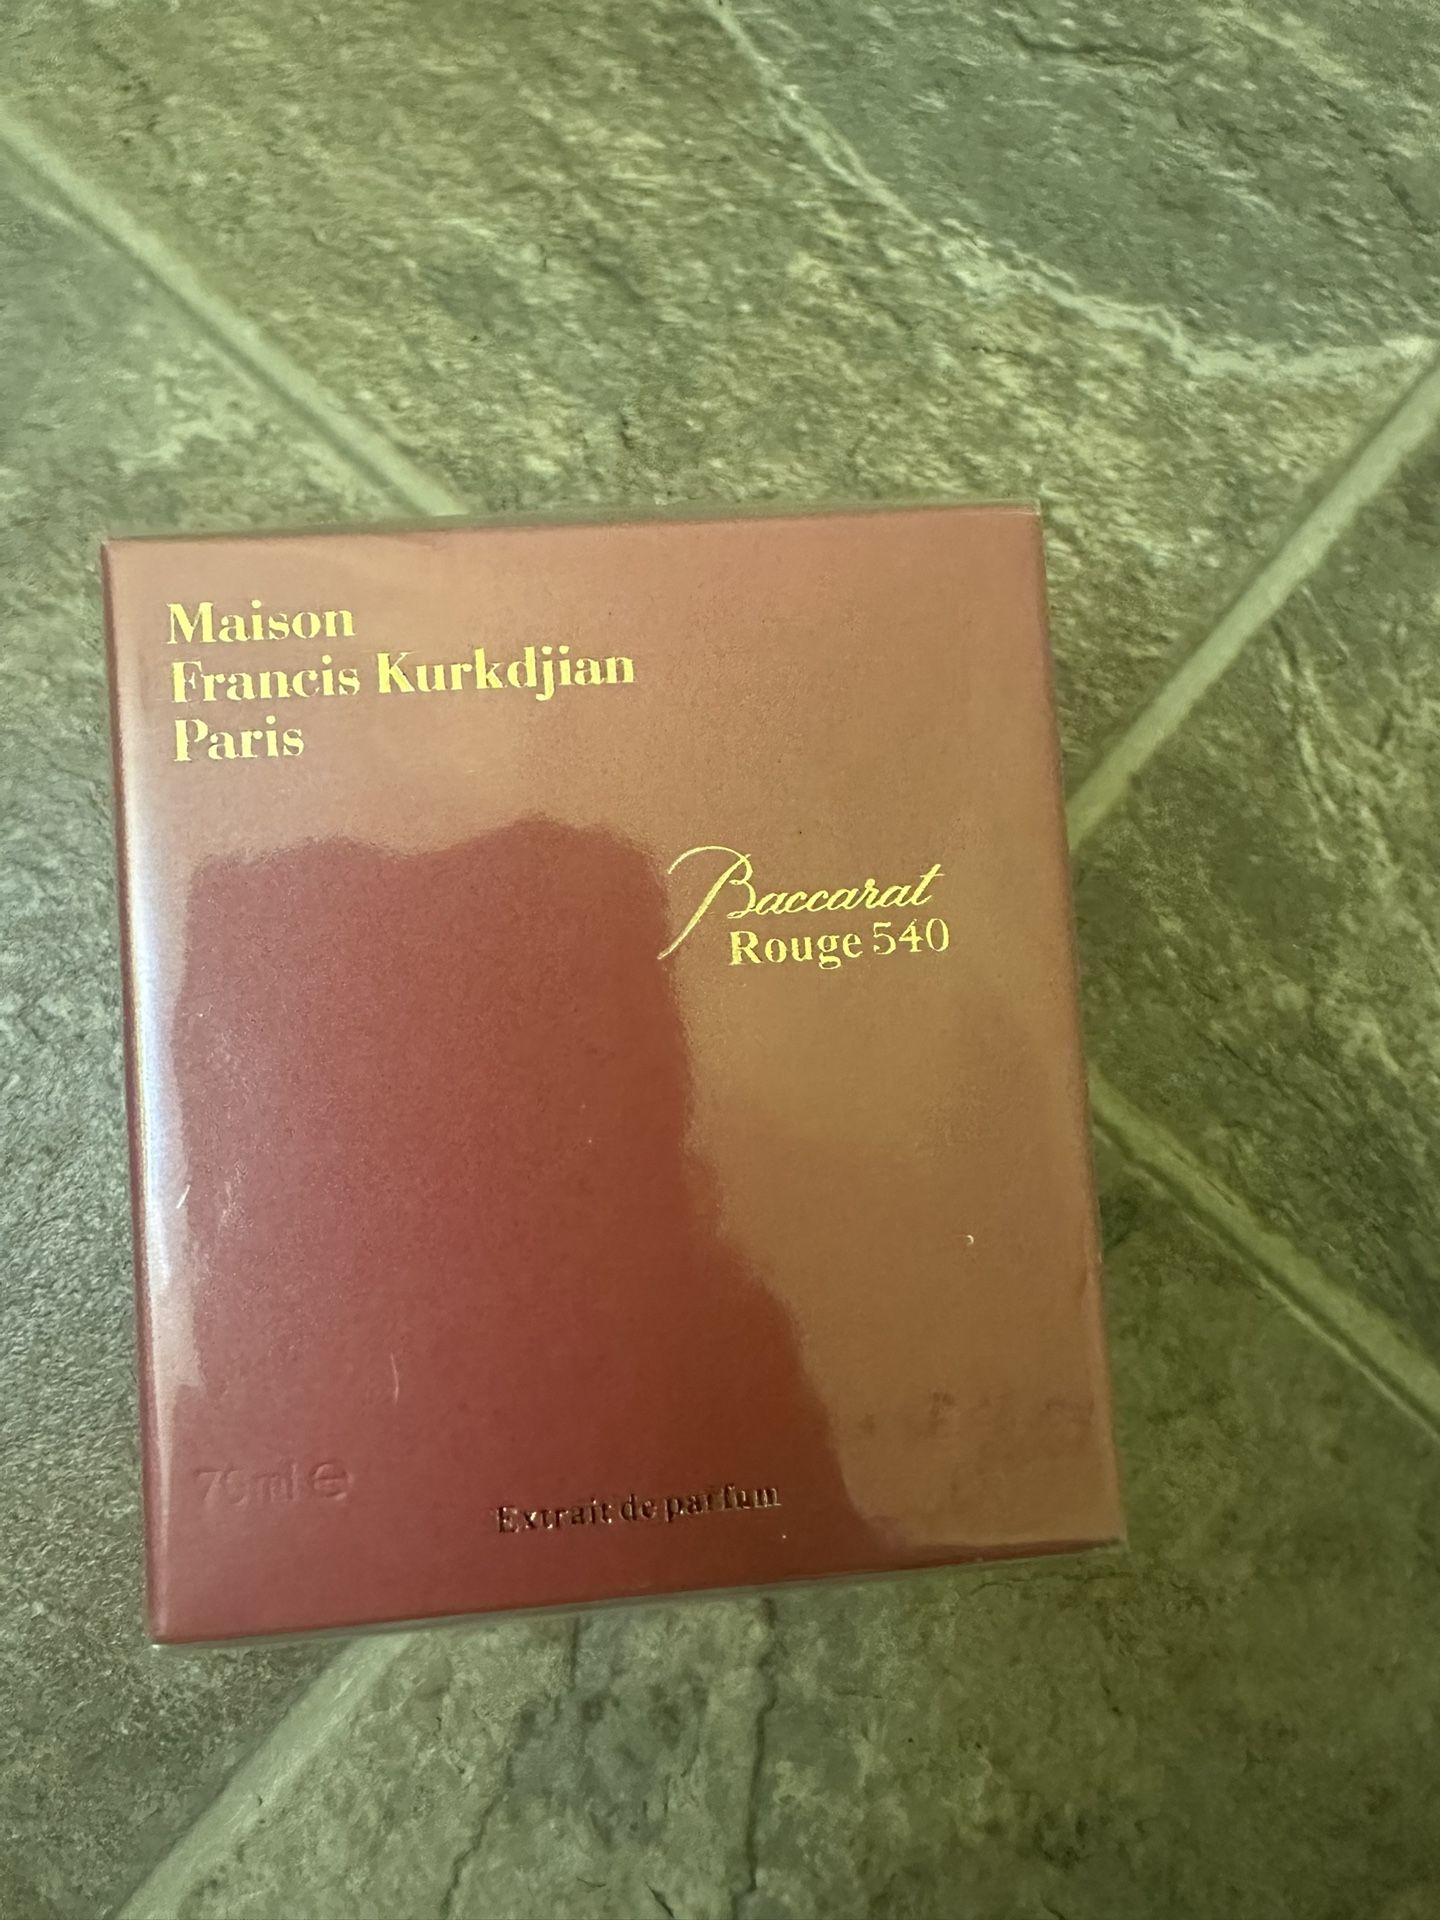 Maison
Francis Kurkdjian
Paris
Baccarat
Rouge 540
70ml ℮
Extrait de parfum